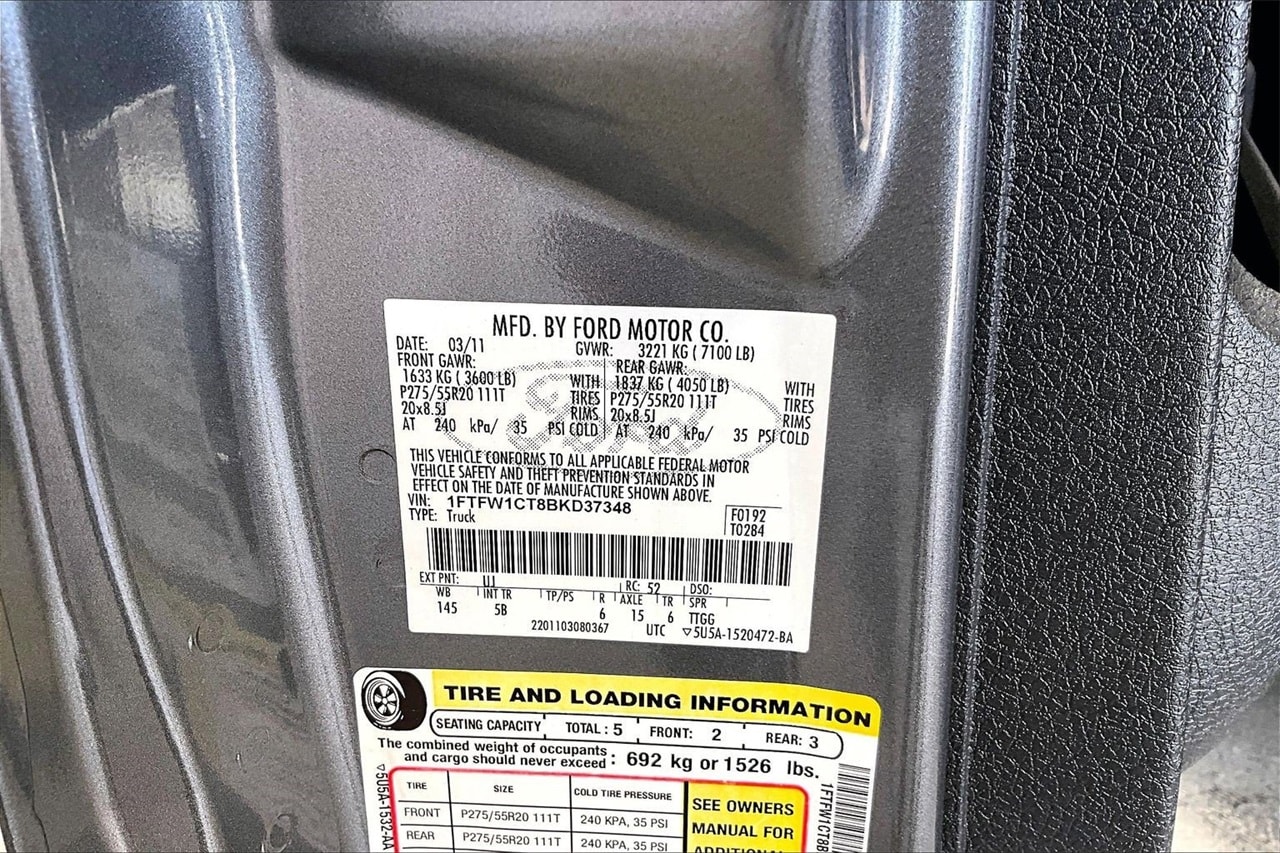 MFD. BY FORD MOTOR CO.
DATE: 03/11 GVWR: 3221 KG ( 7100 LB)
FRONT GAWR: REAR GAWR:
1633 KG ( 3600 LB) WITH 1837 KG ( 4050 LB) WITH
P275/55R20 111T TIRES P275/55R20 111T TIRES
20x8.5J RIMS 20x8.5J RIMS
AT 240 kPa/ 35 PSI COLD AT 240 kPa/ 35 PSI COLD
Ford
THIS VEHICLE CONFORMS TO ALL APPLICABLE FEDERAL MOTOR
VEHICLE SAFETY AND THEFT PREVENTION STANDARDS IN
EFFECT ON THE DATE OF MANUFACTURE SHOWN ABOVE.
VIN: 1FTFW1CT8BKD37348
TYPE: Truck
F0192
T0284
EXT PNT: UJ RC: 52 DSO:
WB INT TR TP/PS R AXLE TR SPR
145 5B 6 15 6 TTGG
2201103080367 UTC ▽5U5A-1520472-BA
TIRE AND LOADING INFORMATION
SEATING CAPACITY TOTAL : 5 FRONT: 2 REAR: 3
The combined weight of occupants
and cargo should never exceed : 692 kg or 1526 lbs.
TIRE SIZE COLD TIRE PRESSURE
FRONT P275/55R20 111T 240 KPA, 35 PSI
REAR P275/55R20 111T 240 KPA, 35 PSI
SEE OWNERS
MANUAL FOR
▽5U5A-1532-AA
1FTFW1CT8B